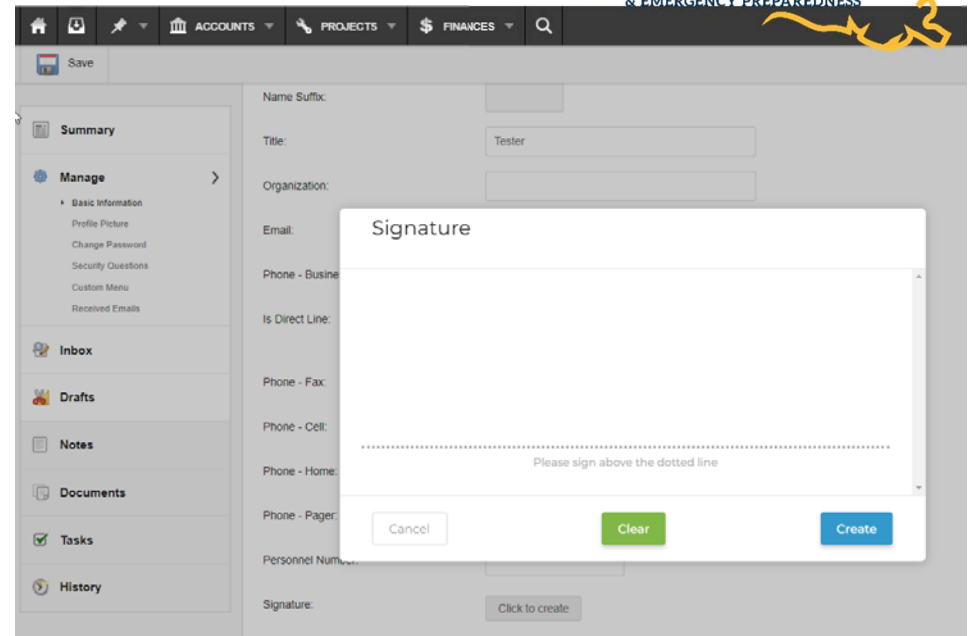 & EMERGENCY PREPAREDNESS
ACCOUNTS PROJECTS $ FINANCES
Save
Summary
Manage
Basic Information
Profile Picture
Change Password
Security Questions
Custom Menu
Received Emails
Inbox
Drafts
Notes
Documents
Tasks
History
Name Suffix:
Title: Tester
Organization:
Email:
Phone - Busine
Is Direct Line:
Phone - Fax:
Phone - Cell:
Phone - Home:
Phone - Pager:
Personnel Number:
Signature: Click to create
Signature
Please sign above the dotted line
Cancel Clear Create